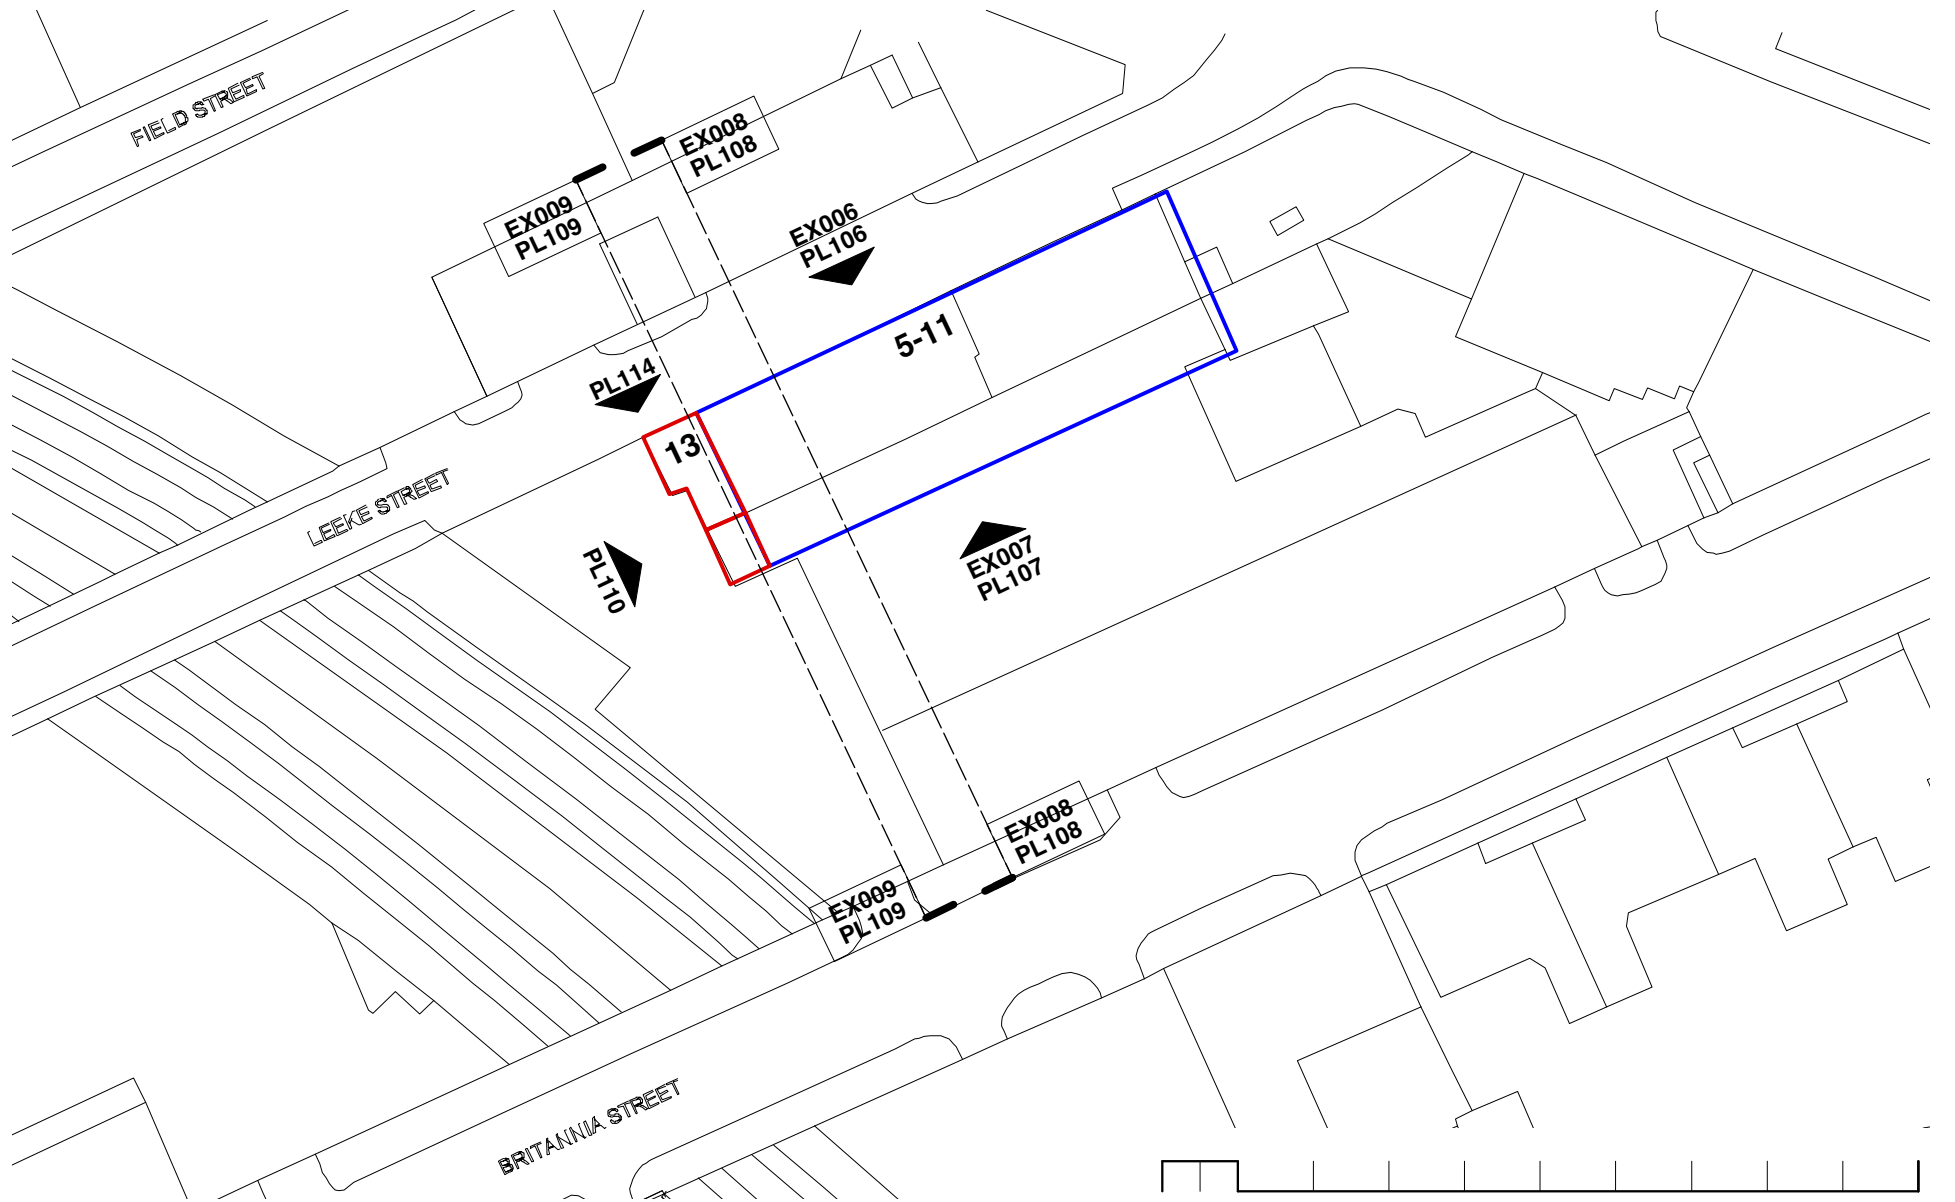 FIELD STREET
EX008
PL108
EX009
PL109
EX006
PL106
5-11
PL114
13
LEEKE STREET
PL110
EX007
PL107
EX008
PL108
EX009
PL109
BRITANNIA STREET